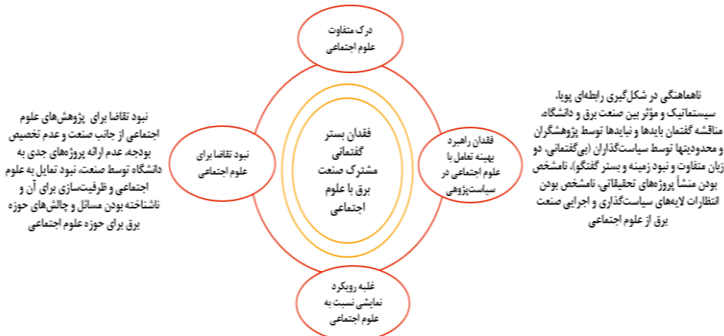 درک متفاوت
علوم اجتماعی
ناهماهنگی در شکل‌گیری رابطه‌ای پویا،
سیستماتیک و مؤثر بین صنعت برق و دانشگاه،
مناقشه گفتمان بایدها و نبایدها توسط پژوهشگران
و محدودیتها توسط سیاست‌گذاران (بی‌گفتمانی، دو
زبان متفاوت و نبود زمینه و بستر گفتگو)، نامشخص
بودن منشأ پروژه‌های تحقیقاتی، نامشخص بودن
انتظارات لایه‌های سیاست‌گذاری و اجرایی صنعت
برق از علوم اجتماعی
فقدان راهبرد
بهینه تعامل با
علوم اجتماعی در
سیاست‌پژوهی
فقدان بستر
گفتمانی
مشترک صنعت
برق با علوم
اجتماعی
نبود تقاضا برای
علوم اجتماعی
نبود تقاضا برای پژوهش‌های علوم
اجتماعی از جانب صنعت و عدم تخصیص
بودجه، عدم ارائه پروژه‌های جدی به
دانشگاه توسط صنعت، نبود تمایل به علوم
اجتماعی و ظرفیت‌سازی برای آن و
ناشناخته بودن مسائل و چالش‌های حوزه
برق برای حوزه علوم اجتماعی
غلبه رویکرد
نمایشی نسبت به
علوم اجتماعی